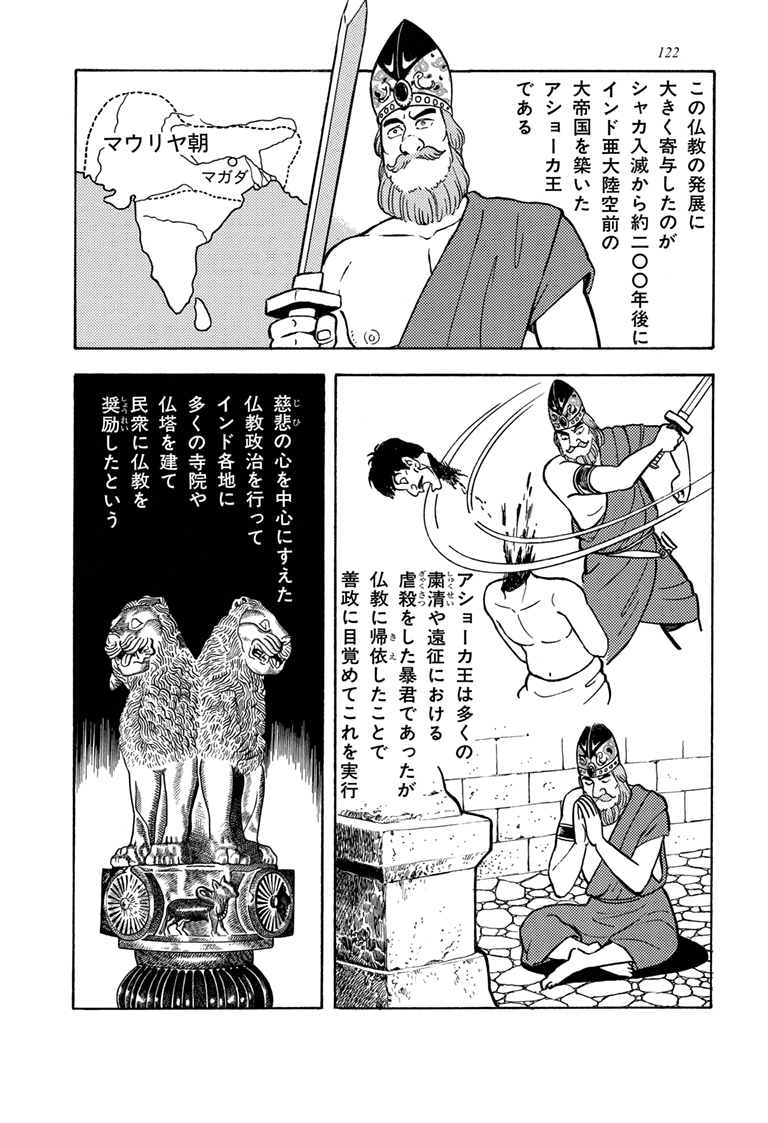 122
この仏教の発展に
大きく寄与したのが
シャカ入滅から約二〇〇年後に
インド亜大陸空前の
大帝国を築いた
アショーカ王
である
マウリヤ朝
マガダ
アショーカ王は多くの
粛清や遠征における
虐殺をした暴君であったが
仏教に帰依したことで
善政に目覚めてこれを実行
慈悲の心を中心にすえた
仏教政治を行って
インド各地に
多くの寺院や
仏塔を建て
民衆に仏教を
奨励したという